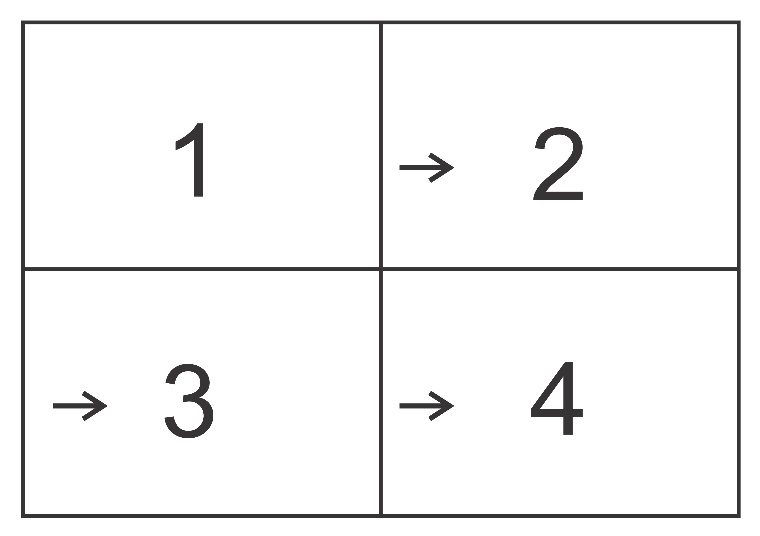 1
→ 2
→ 3
→ 4